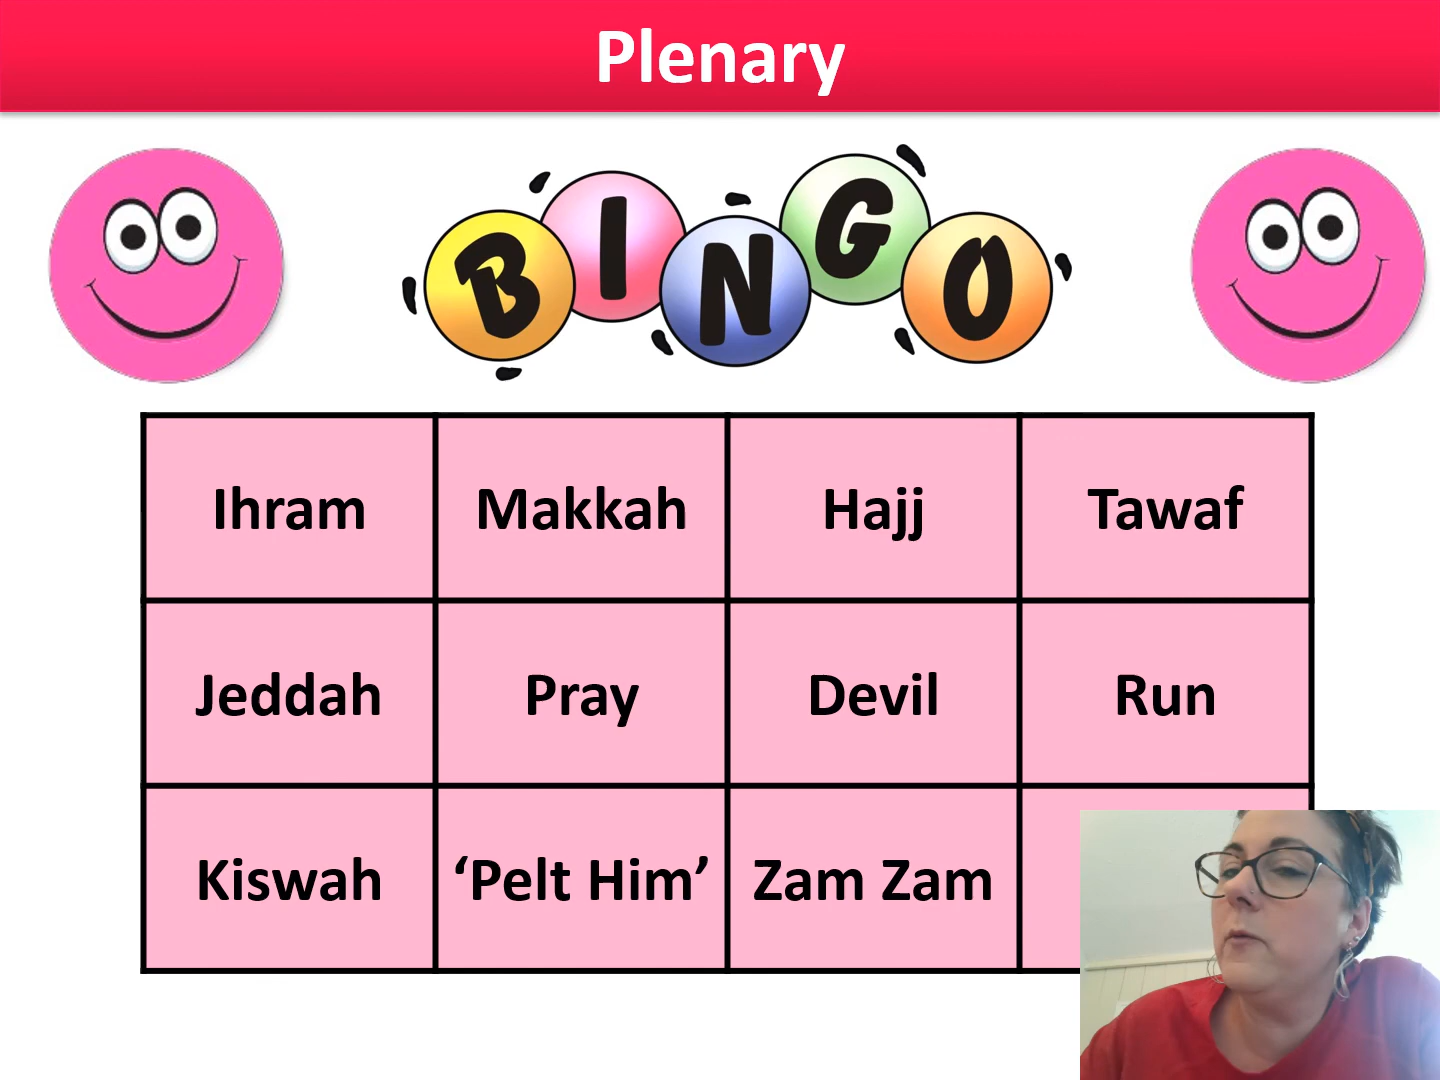 Plenary
BINGO
Ihram Makkah Hajj Tawaf
Jeddah Pray Devil Run
Kiswah ‘Pelt Him’ Zam Zam